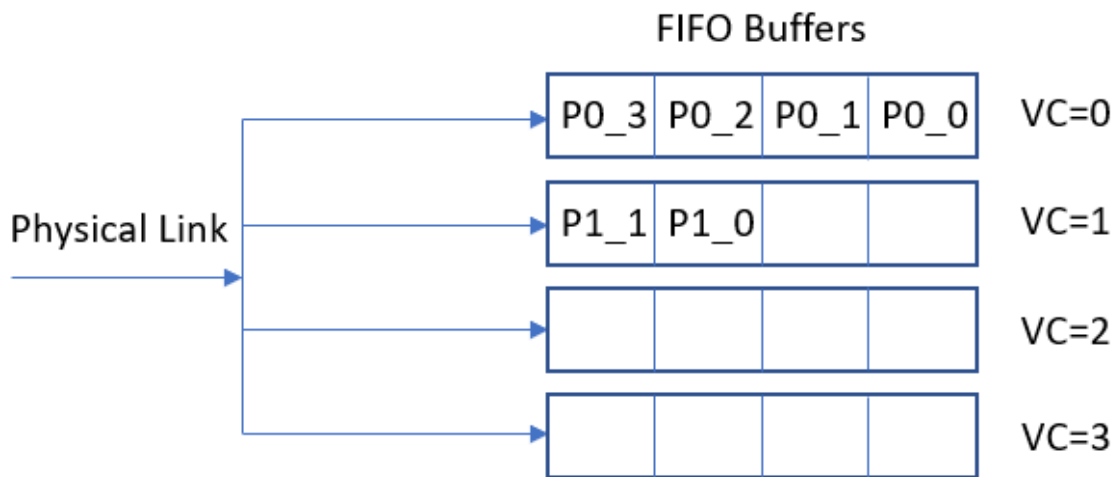 FIFO Buffers
P0_3 P0_2 P0_1 P0_0 VC=0
P1_1 P1_0 VC=1
Physical Link
VC=2
VC=3